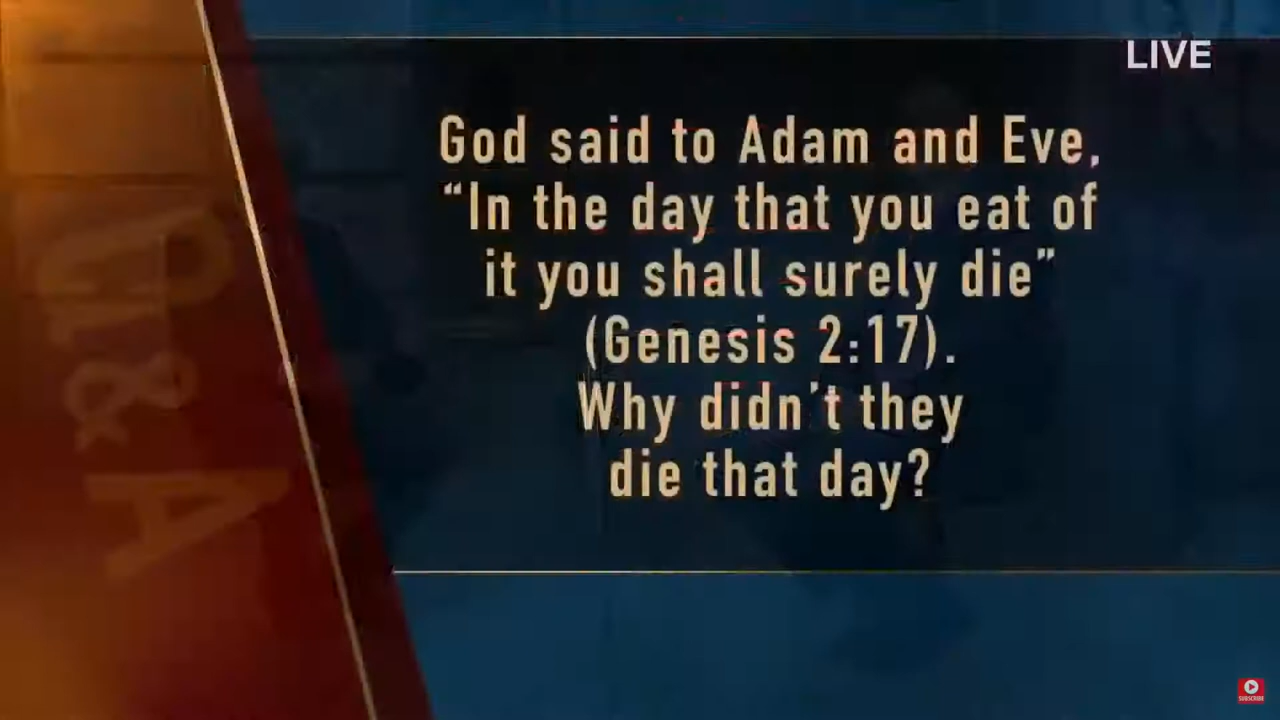 LIVE
God said to Adam and Eve,
“In the day that you eat of
it you shall surely die”
(Genesis 2:17).
Why didn't they
die that day?
Q&A
SUBSCRIBE